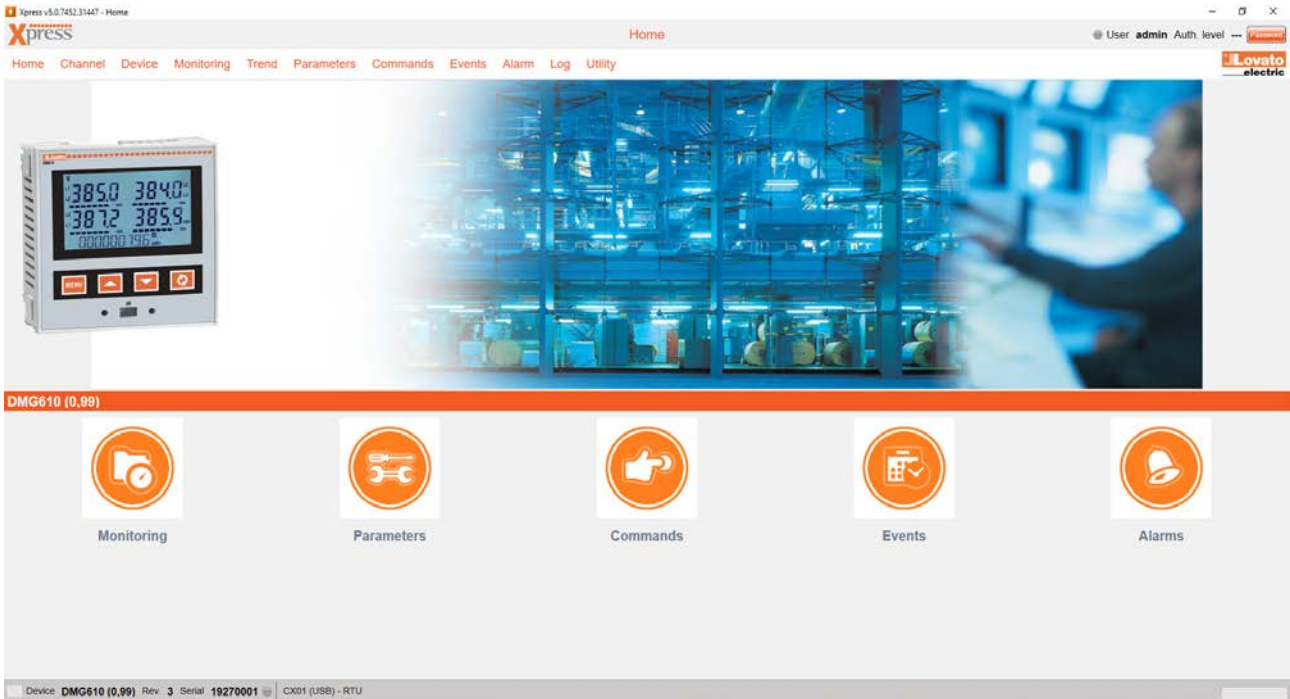 Xpress v5.0.7452.31447 - Home
Xpress
Home
User admin Auth. level --- Password
Home Channel Device Monitoring Trend Parameters Commands Events Alarm Log Utility
Lovato
electric
385.0 384.0
387.2 385.9
MENU
DMG610 (0,99)
Monitoring Parameters Commands Events Alarms
Device DMG610 (0,99) Rev. 3 Serial 19270001 CX01 (USB) - RTU